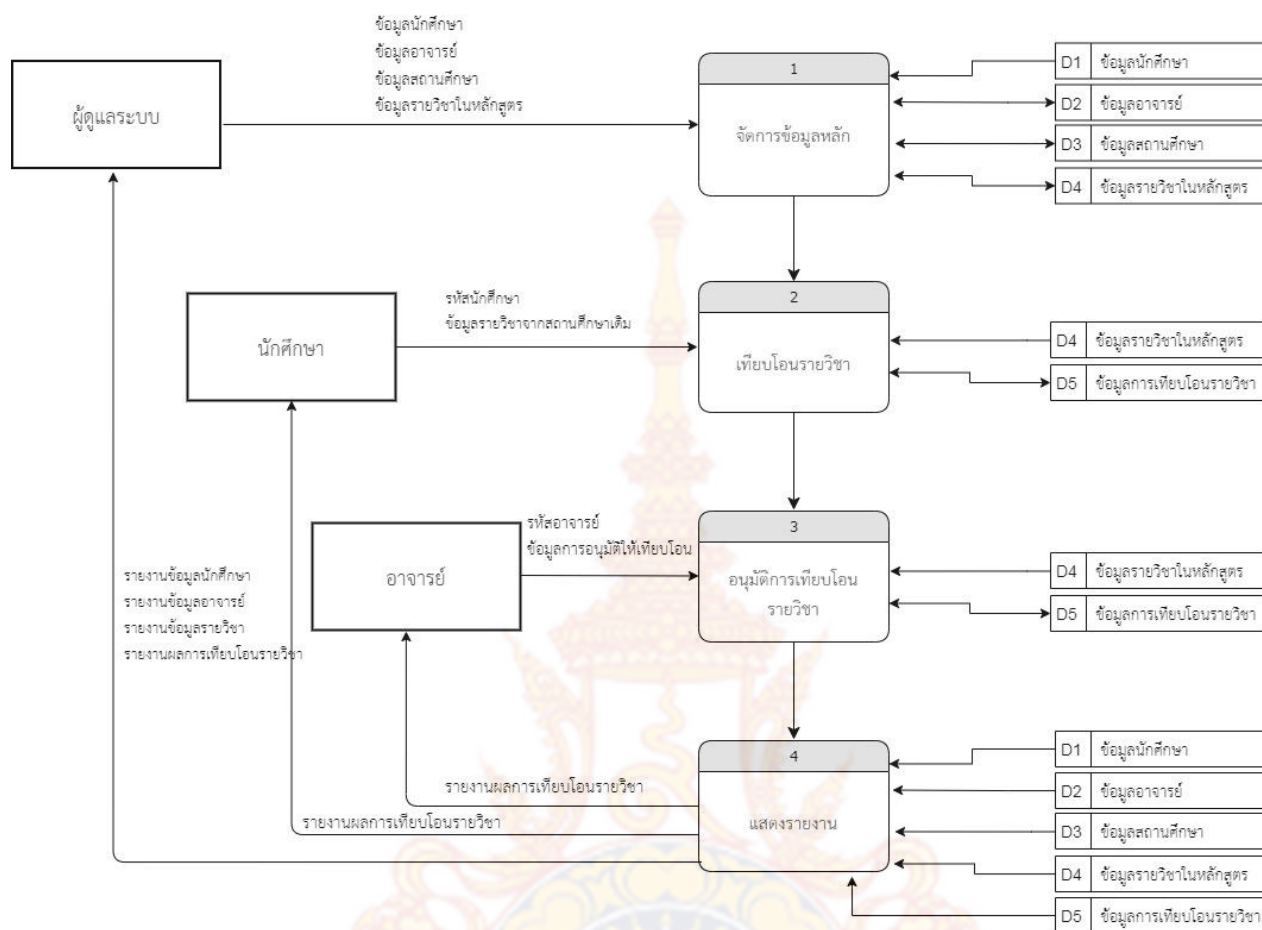 ข้อมูลนักศึกษา
ข้อมูลอาจารย์
ข้อมูลสถานศึกษา
ข้อมูลรายวิชาในหลักสูตร
ผู้ดูแลระบบ
1
จัดการข้อมูลหลัก
D1 ข้อมูลนักศึกษา
D2 ข้อมูลอาจารย์
D3 ข้อมูลสถานศึกษา
D4 ข้อมูลรายวิชาในหลักสูตร
นักศึกษา
รหัสนักศึกษา
ข้อมูลรายวิชาจากสถานศึกษาเดิม
2
เทียบโอนรายวิชา
D4 ข้อมูลรายวิชาในหลักสูตร
D5 ข้อมูลการเทียบโอนรายวิชา
อาจารย์
รหัสอาจารย์
ข้อมูลการอนุมัติให้เทียบโอน
3
อนุมัติการเทียบโอน
รายวิชา
D4 ข้อมูลรายวิชาในหลักสูตร
D5 ข้อมูลการเทียบโอนรายวิชา
รายงานข้อมูลนักศึกษา
รายงานข้อมูลอาจารย์
รายงานข้อมูลรายวิชา
รายงานผลการเทียบโอนรายวิชา
รายงานผลการเทียบโอนรายวิชา
รายงานผลการเทียบโอนรายวิชา
4
แสดงรายงาน
D1 ข้อมูลนักศึกษา
D2 ข้อมูลอาจารย์
D3 ข้อมูลสถานศึกษา
D4 ข้อมูลรายวิชาในหลักสูตร
D5 ข้อมูลการเทียบโอนรายวิชา